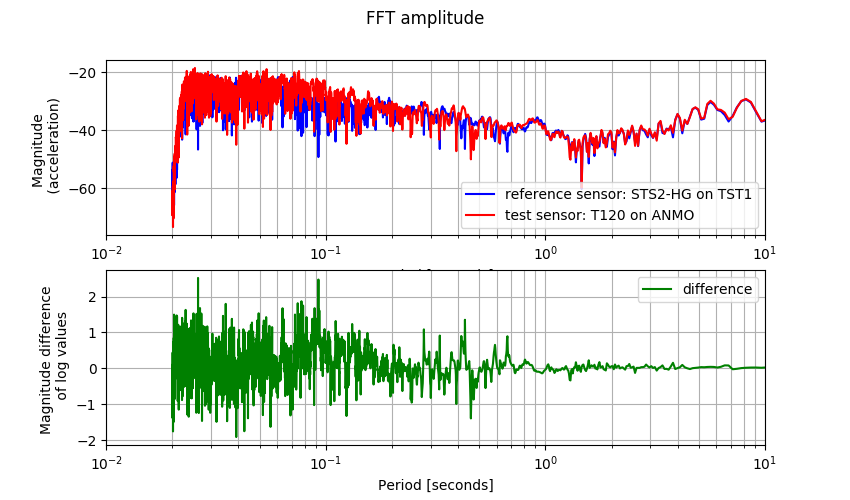 FFT amplitude
Magnitude
(acceleration)
−20
−40
−60
reference sensor: STS2-HG on TST1
test sensor: T120 on ANMO
10⁻² 10⁻¹ 10⁰ 10¹
Magnitude difference
of log values
2
1
0
−1
−2
difference
10⁻² 10⁻¹ 10⁰ 10¹
Period [seconds]